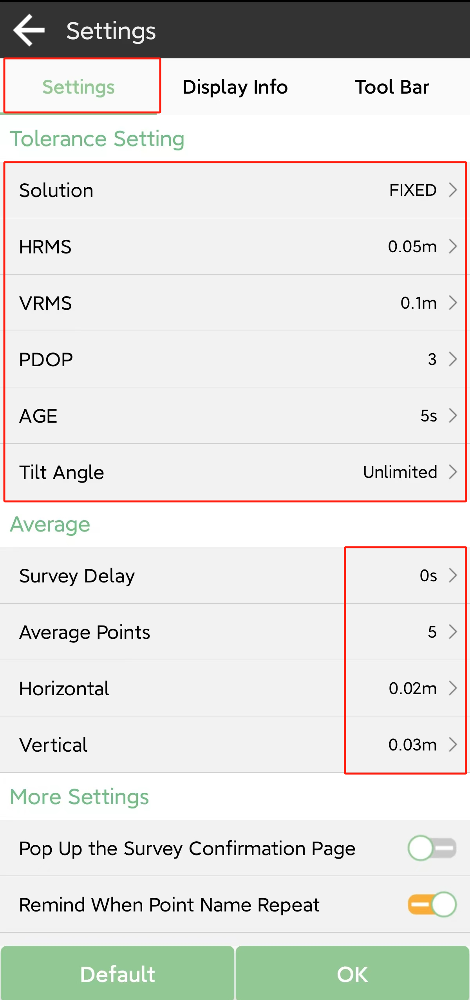 Settings
Settings Display Info Tool Bar
Tolerance Setting
Solution FIXED
HRMS 0.05m
VRMS 0.1m
PDOP 3
AGE 5s
Tilt Angle Unlimited
Average
Survey Delay 0s
Average Points 5
Horizontal 0.02m
Vertical 0.03m
More Settings
Pop Up the Survey Confirmation Page
Remind When Point Name Repeat
Default OK